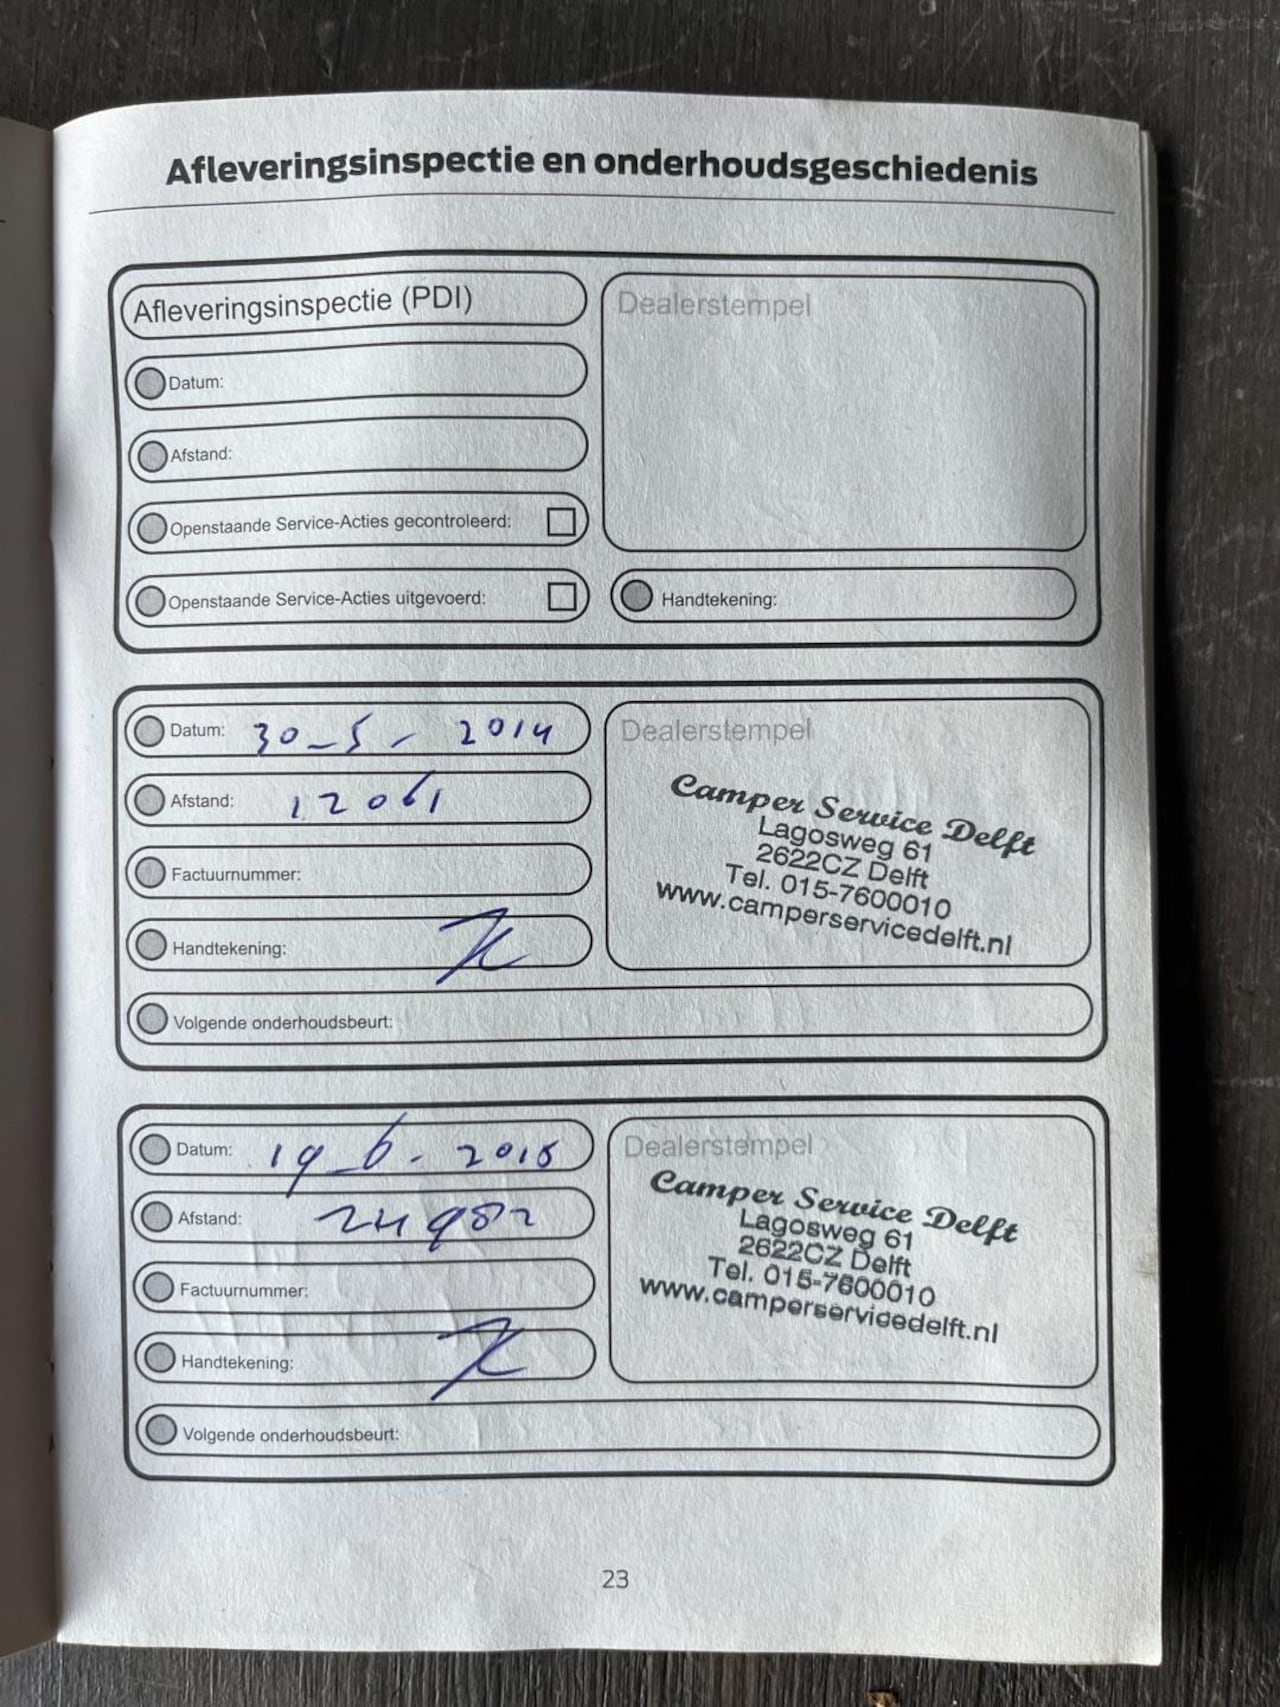 Afleveringsinspectie en onderhoudsgeschiedenis
Afleveringsinspectie (PDI)
Dealerstempel
Datum:
Afstand:
Openstaande Service-Acties gecontroleerd:
Openstaande Service-Acties uitgevoerd:
Handtekening:
Datum: 30-5-2014
Afstand: 12061
Factuurnummer:
Handtekening:
Volgende onderhoudsbeurt:
Dealerstempel
Camper Service Delft
Lagosweg 61
2622CZ Delft
Tel. 015-7600010
www.camperservicedelft.nl
Datum: 19-6-2015
Afstand: 24982
Factuurnummer:
Handtekening:
Volgende onderhoudsbeurt:
Dealerstempel
Camper Service Delft
Lagosweg 61
2622CZ Delft
Tel. 015-7600010
www.camperservicedelft.nl
23